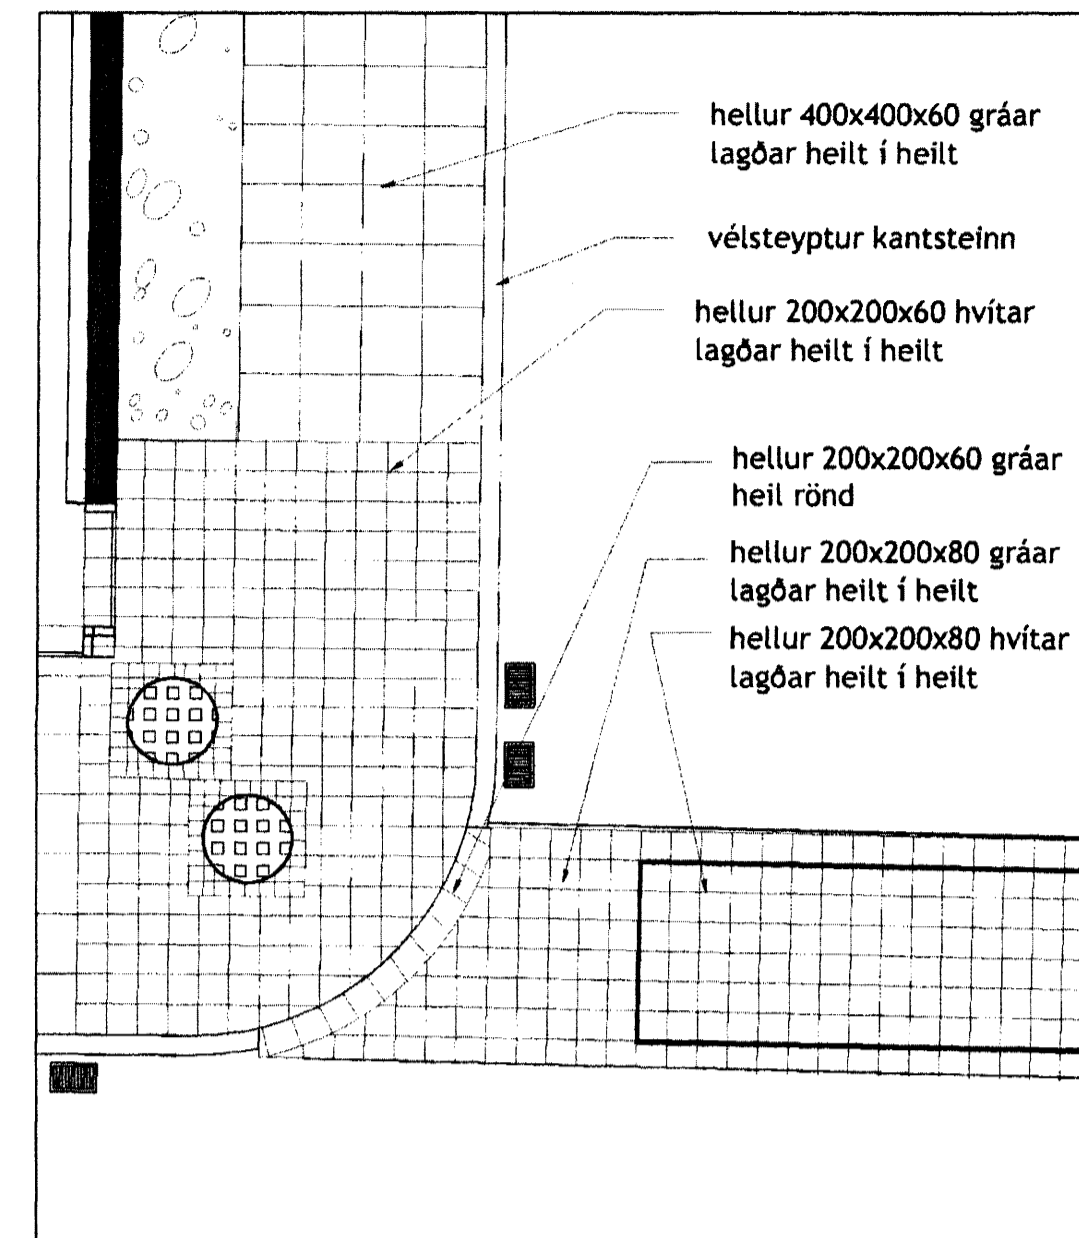 hellur 400x400x60 gráar
lagðar heilt í heilt
vélsteyptur kantsteinn
hellur 200x200x60 hvítar
lagðar heilt í heilt
hellur 200x200x60 gráar
heil rönd
hellur 200x200x80 gráar
lagðar heilt í heilt
hellur 200x200x80 hvítar
lagðar heilt í heilt